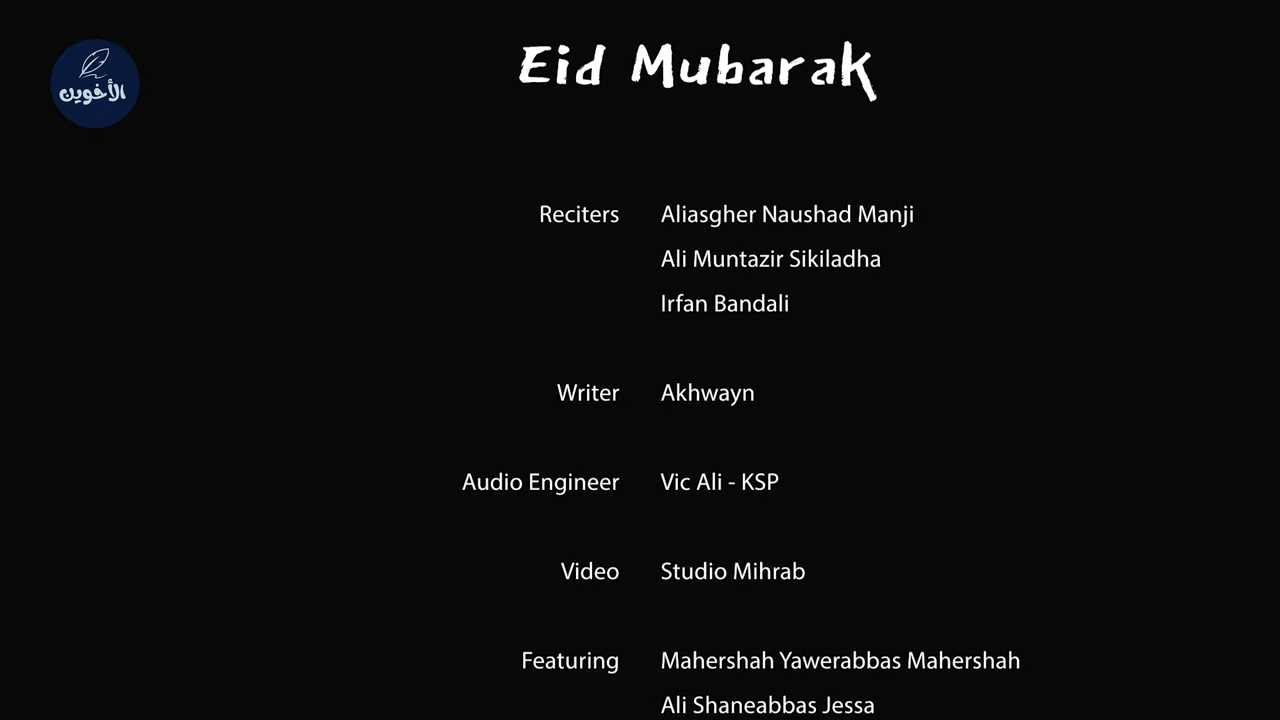 Eid Mubarak
الأخوين
Reciters Aliasgher Naushad Manji
Ali Muntazir Sikiladha
Irfan Bandali
Writer Akhwayn
Audio Engineer Vic Ali - KSP
Video Studio Mihrab
Featuring Mahershah Yawerabbas Mahershah
Ali Shaneabbas Jessa